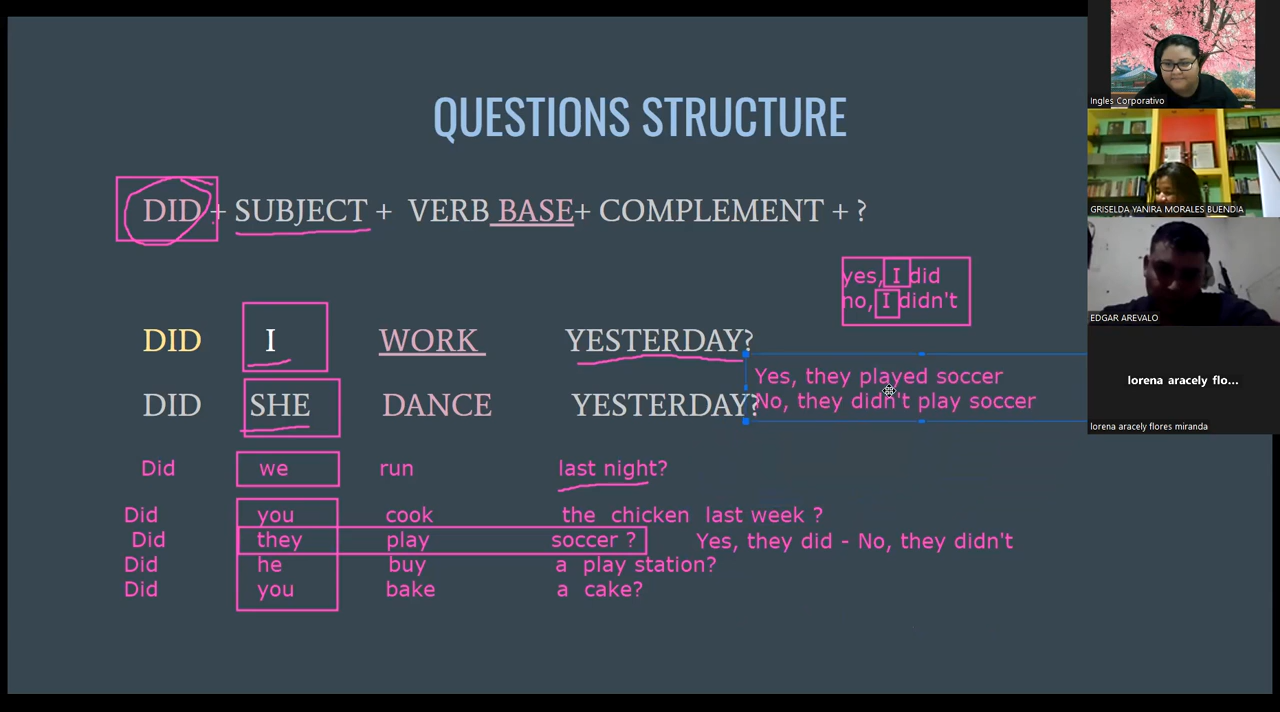 QUESTIONS STRUCTURE
DID + SUBJECT + VERB BASE + COMPLEMENT + ?
yes, I did
no, I didn't
DID I WORK YESTERDAY?
Yes, they played soccer
No, they didn't play soccer
DID SHE DANCE YESTERDAY?
Did we run last night?
Did you cook the chicken last week ?
Did they play soccer ? Yes, they did - No, they didn't
Did he buy a play station?
Did you bake a cake?
Ingles Corporativo
GRISELDA YANIRA MORALES BUENDIA
EDGAR AREVALO
lorena aracely flo...
lorena aracely flores miranda